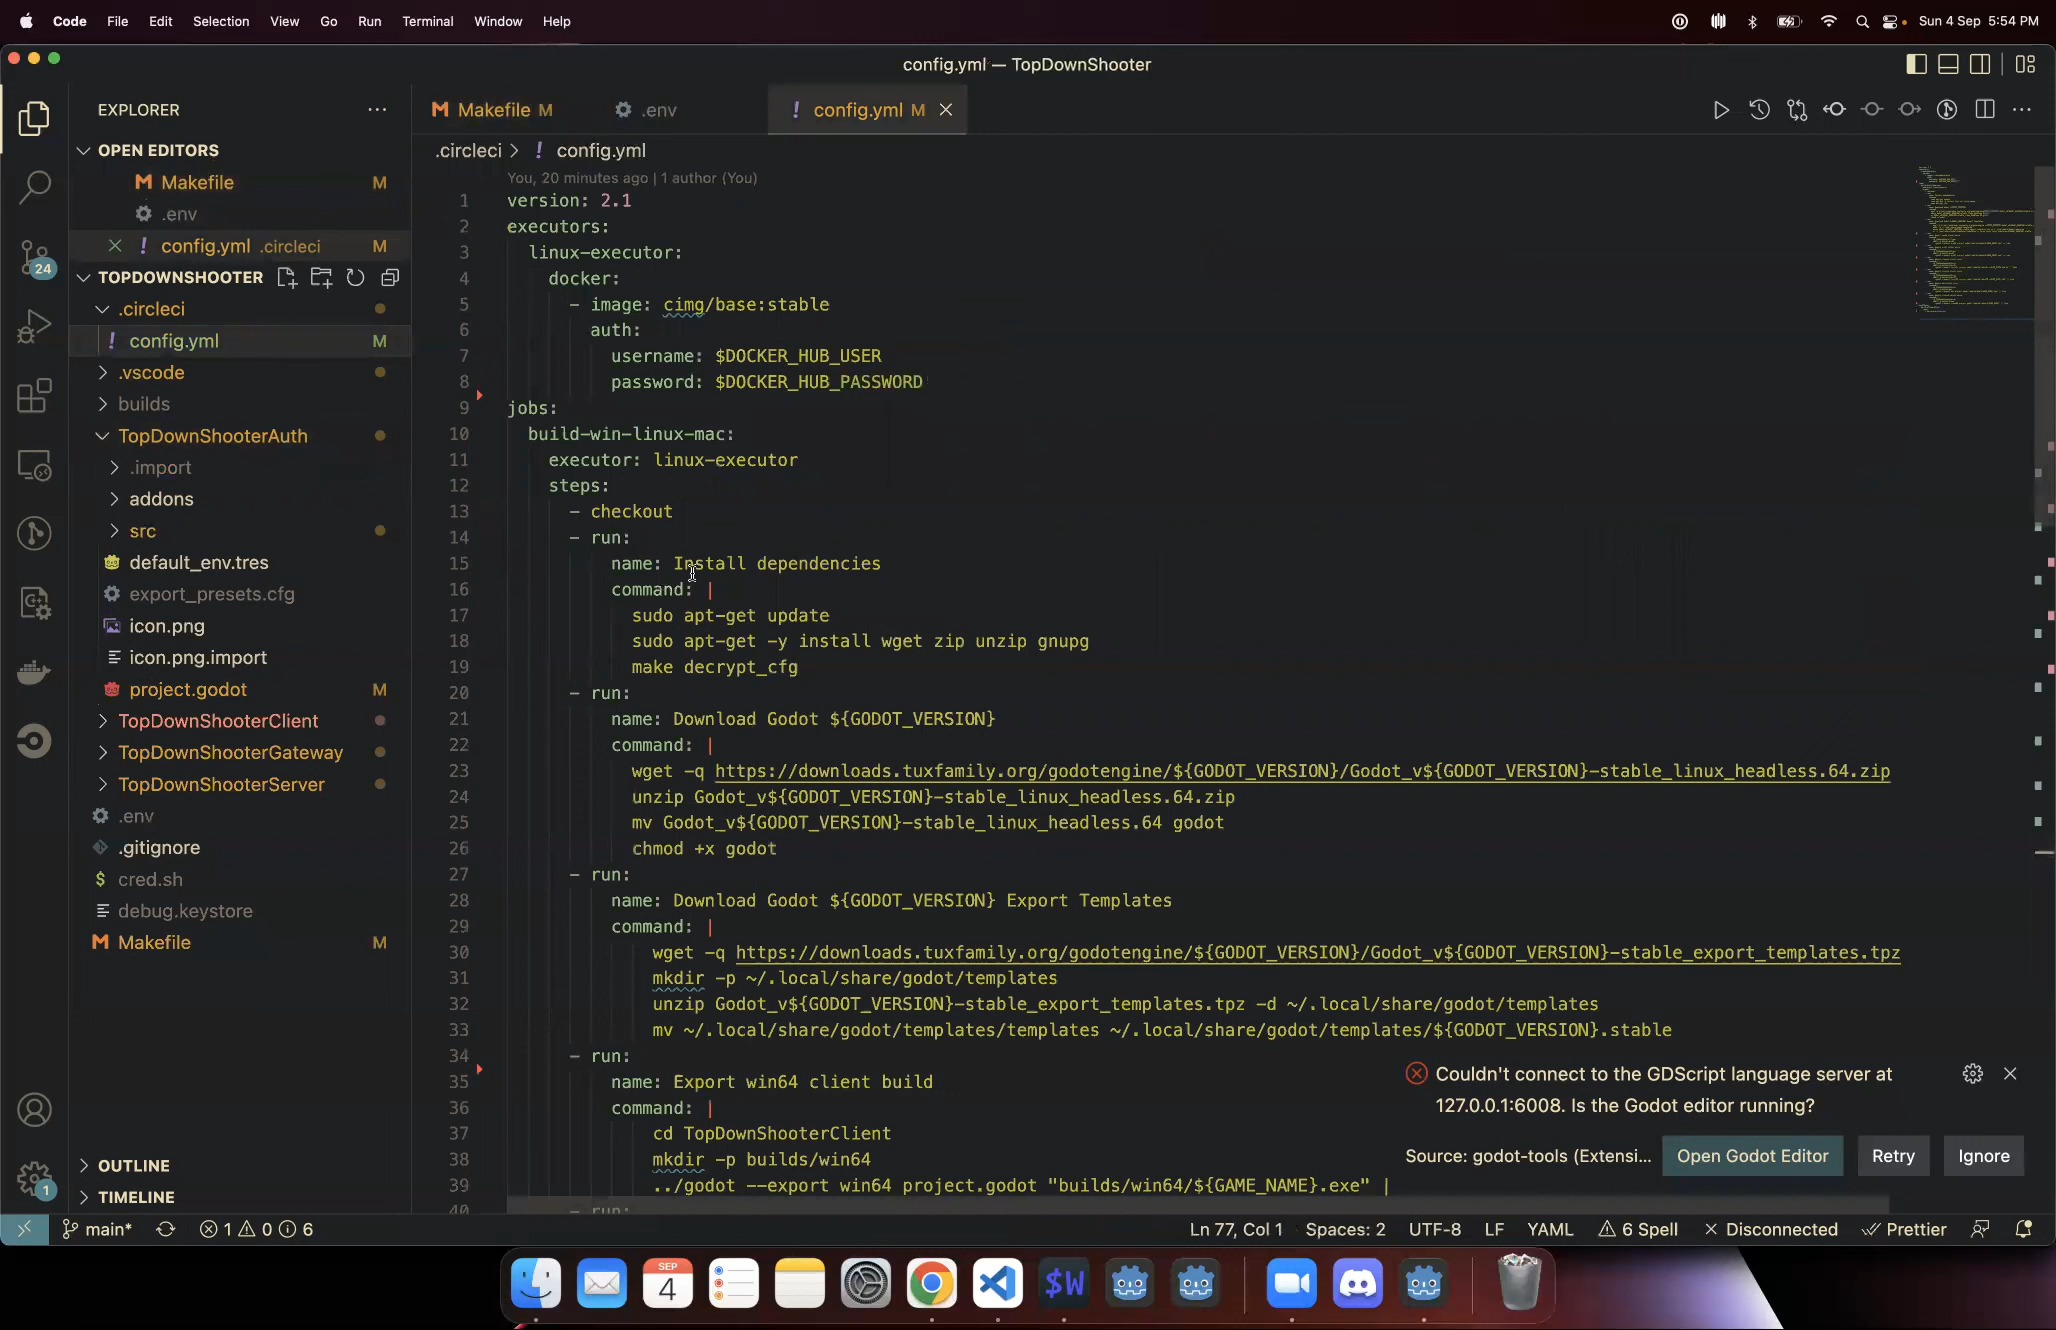 Code File Edit Selection View Go Run Terminal Window Help
Sun 4 Sep 5:54 PM
config.yml — TopDownShooter
EXPLORER
OPEN EDITORS
Makefile M
.env
config.yml .circleci M
TOPDOWNSHOOTER
.circleci
config.yml M
.vscode
builds
TopDownShooterAuth
.import
addons
src
default_env.tres
export_presets.cfg
icon.png
icon.png.import
project.godot M
TopDownShooterClient
TopDownShooterGateway
TopDownShooterServer
.env
.gitignore
cred.sh
debug.keystore
Makefile M
OUTLINE
TIMELINE
24
1
Makefile M .env config.yml M
.circleci > config.yml
You, 20 minutes ago | 1 author (You)
1 version: 2.1
2 executors:
3 linux-executor:
4 docker:
5 - image: cimg/base:stable
6 auth:
7 username: $DOCKER_HUB_USER
8 password: $DOCKER_HUB_PASSWORD
9 jobs:
10 build-win-linux-mac:
11 executor: linux-executor
12 steps:
13 - checkout
14 - run:
15 name: Install dependencies
16 command: |
17 sudo apt-get update
18 sudo apt-get -y install wget zip unzip gnupg
19 make decrypt_cfg
20 - run:
21 name: Download Godot ${GODOT_VERSION}
22 command: |
23 wget -q https://downloads.tuxfamily.org/godotengine/${GODOT_VERSION}/Godot_v${GODOT_VERSION}-stable_linux_headless.64.zip
24 unzip Godot_v${GODOT_VERSION}-stable_linux_headless.64.zip
25 mv Godot_v${GODOT_VERSION}-stable_linux_headless.64 godot
26 chmod +x godot
27 - run:
28 name: Download Godot ${GODOT_VERSION} Export Templates
29 command: |
30 wget -q https://downloads.tuxfamily.org/godotengine/${GODOT_VERSION}/Godot_v${GODOT_VERSION}-stable_export_templates.tpz
31 mkdir -p ~/.local/share/godot/templates
32 unzip Godot_v${GODOT_VERSION}-stable_export_templates.tpz -d ~/.local/share/godot/templates
33 mv ~/.local/share/godot/templates/templates ~/.local/share/godot/templates/${GODOT_VERSION}.stable
34 - run:
35 name: Export win64 client build
36 command: |
37 cd TopDownShooterClient
38 mkdir -p builds/win64
39 ../godot --export win64 project.godot "builds/win64/${GAME_NAME}.exe" |
40 - run:
Couldn't connect to the GDScript language server at
127.0.0.1:6008. Is the Godot editor running?
Source: godot-tools (Extensi... Open Godot Editor Retry Ignore
main* 1 0 6 Ln 77, Col 1 Spaces: 2 UTF-8 LF YAML 6 Spell Disconnected Prettier
SEP
4
$W